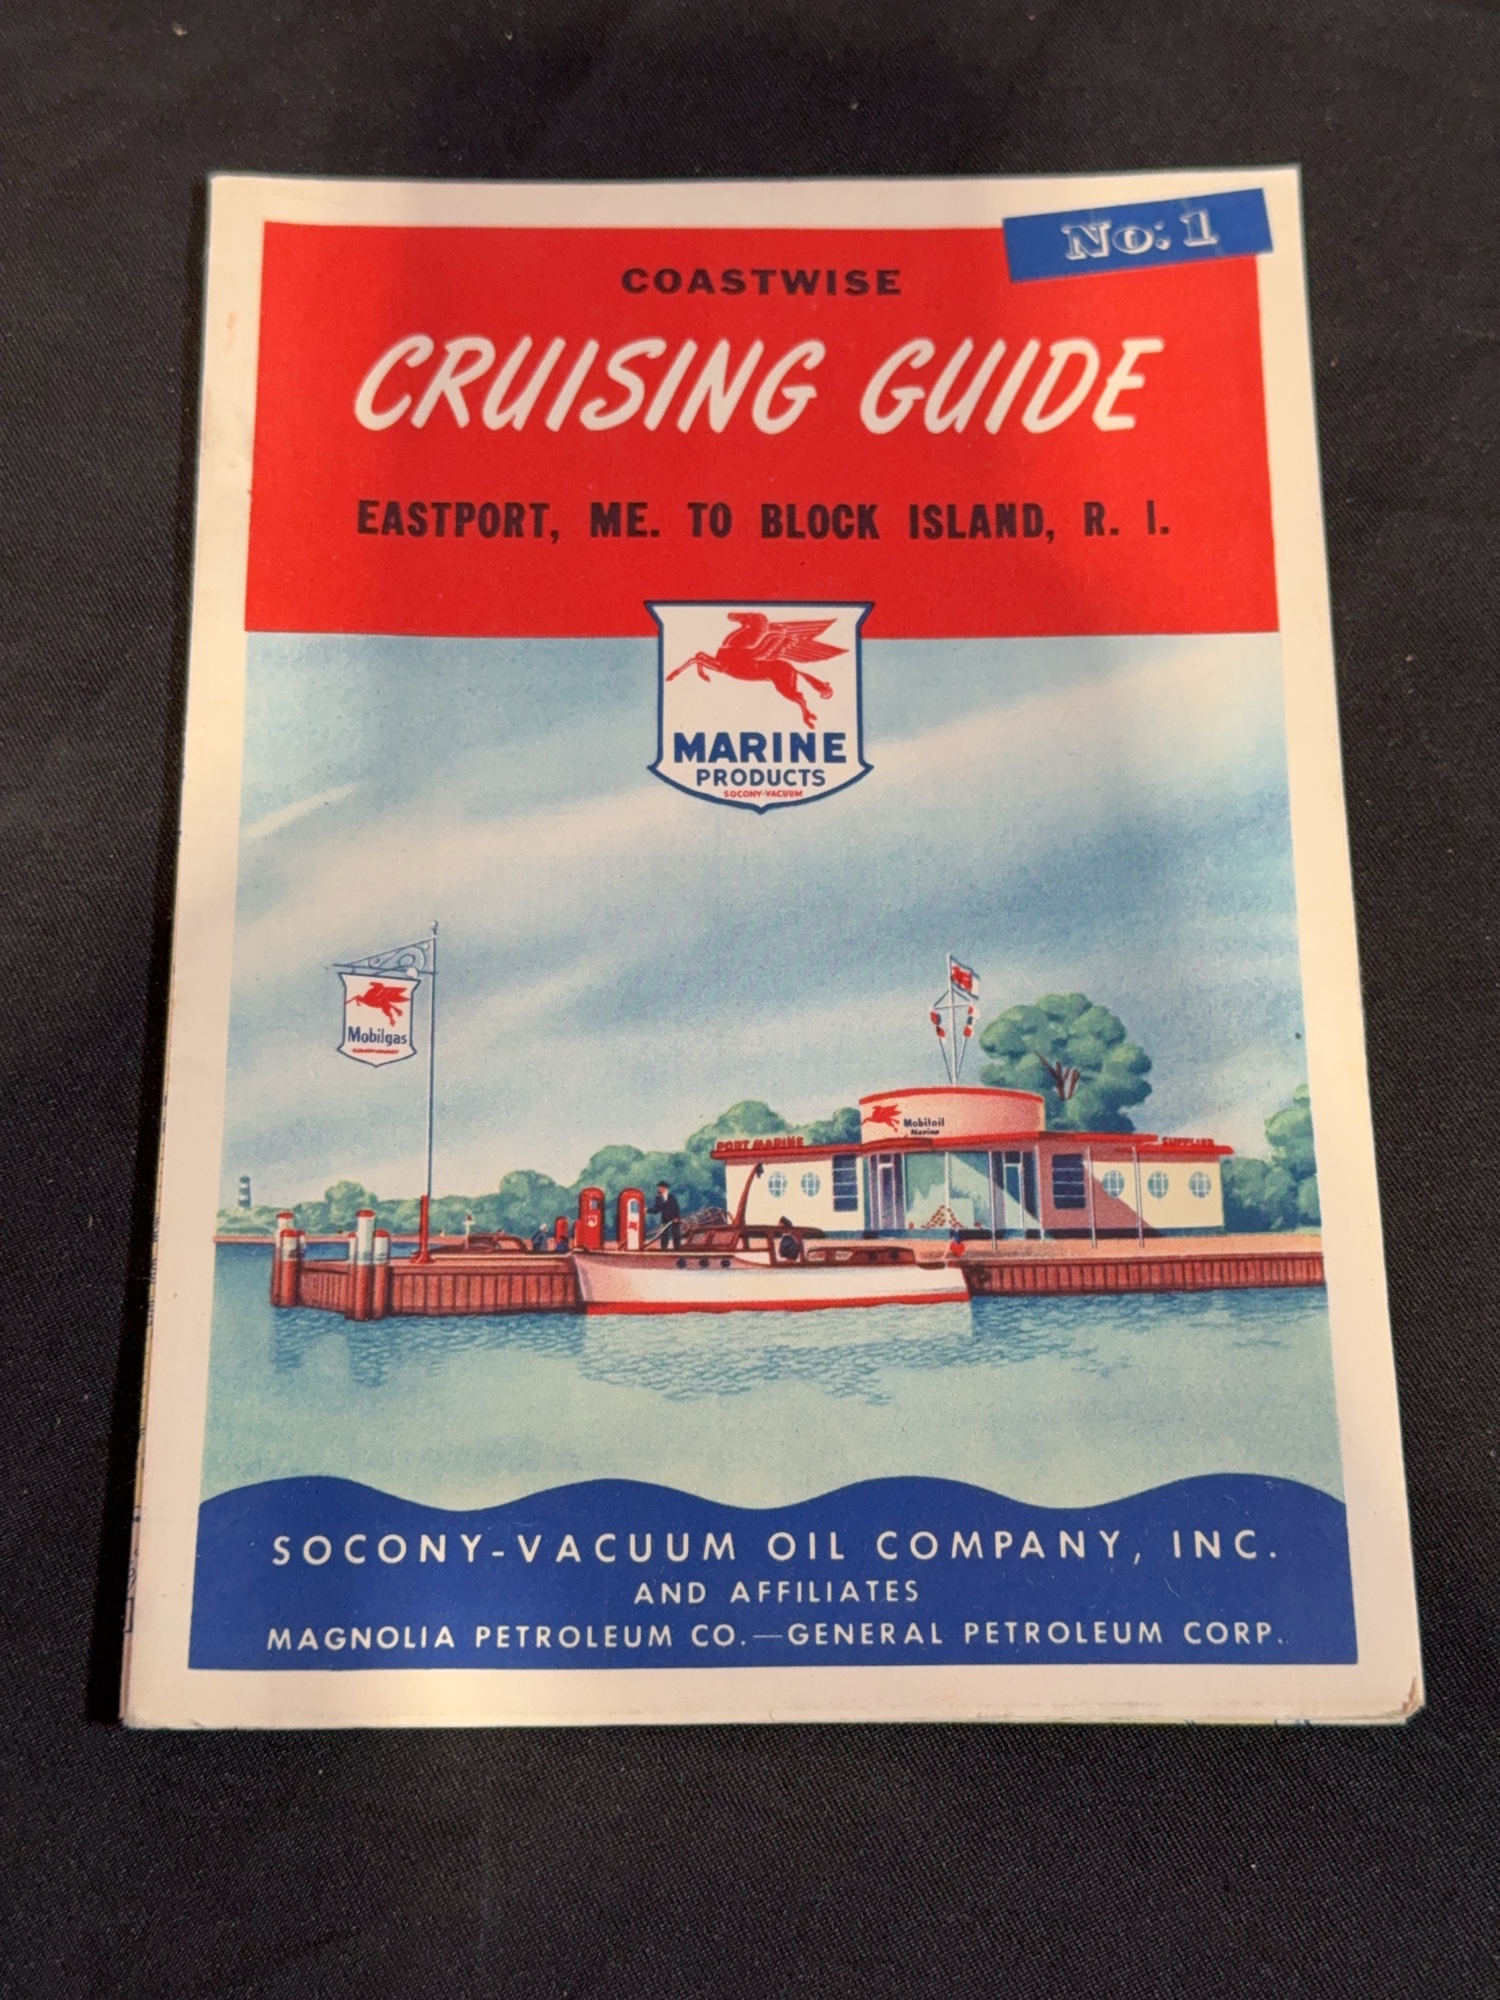 No. 1
COASTWISE
CRUISING GUIDE
EASTPORT, ME. TO BLOCK ISLAND, R. I.
MARINE
PRODUCTS
SOCONY-VACUUM
Mobilgas
Mobiloil
Marine
PORT MARINE
SUPPLIES
SOCONY-VACUUM OIL COMPANY, INC.
AND AFFILIATES
MAGNOLIA PETROLEUM CO.—GENERAL PETROLEUM CORP.